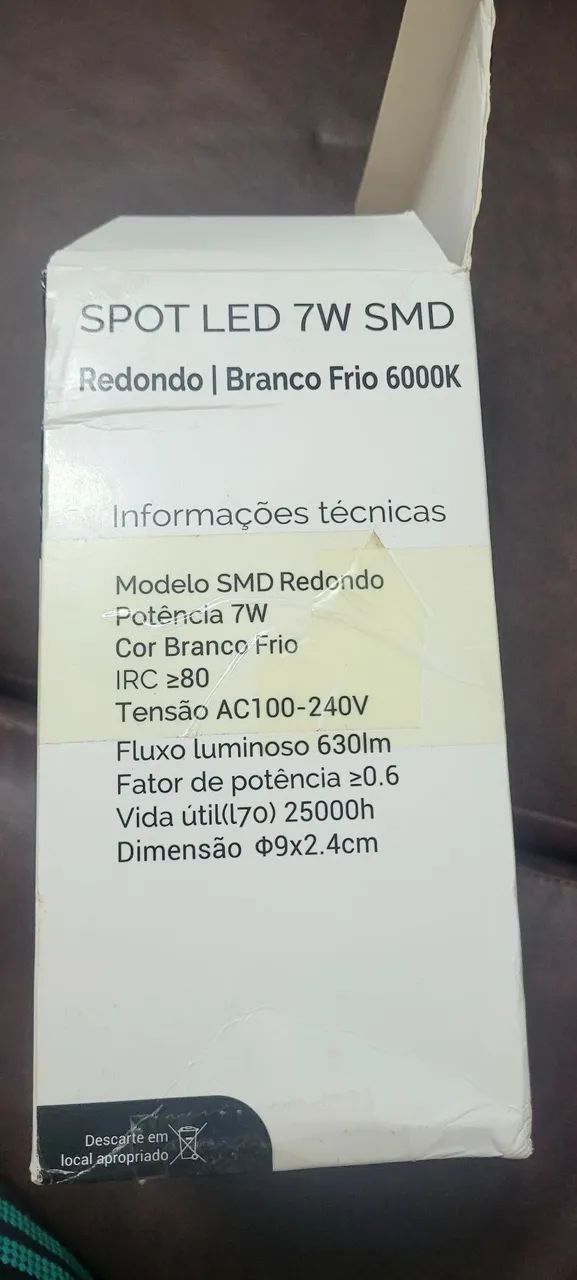 SPOT LED 7W SMD
Redondo | Branco Frio 6000K
Informações técnicas
Modelo SMD Redondo
Potência 7W
Cor Branco Frio
IRC ≥80
Tensão AC100-240V
Fluxo luminoso 630lm
Fator de potência ≥0.6
Vida útil(l70) 25000h
Dimensão Φ9x2.4cm
Descarte em
local apropriado